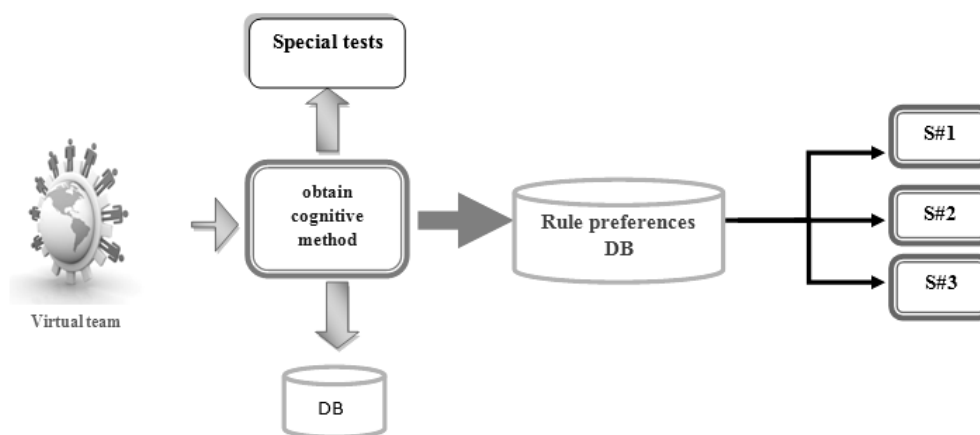 Special tests
Virtual team
obtain
cognitive
method
Rule preferences
DB
DB
S#1
S#2
S#3